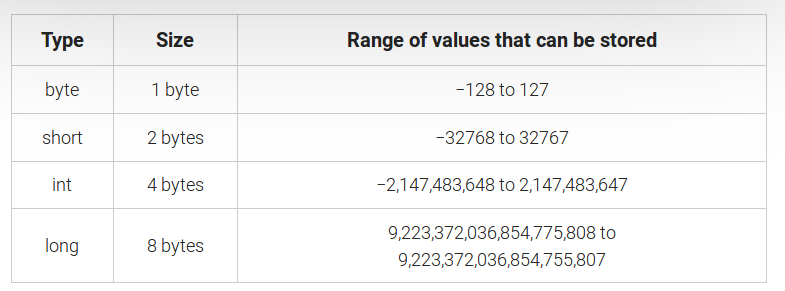 Type Size Range of values that can be stored
byte 1 byte −128 to 127
short 2 bytes −32768 to 32767
int 4 bytes −2,147,483,648 to 2,147,483,647
long 8 bytes 9,223,372,036,854,775,808 to
9,223,372,036,854,755,807